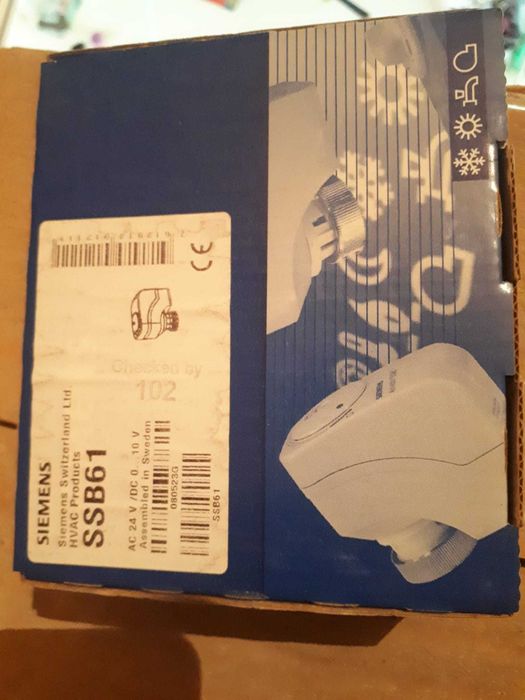 SIEMENS
Siemens Switzerland Ltd
HVAC Products
SSB61
AC 24 V /DC 0... 10 V
Assembled in Sweden
080523G
SSB61
Checked by
102
CE
SIEMENS